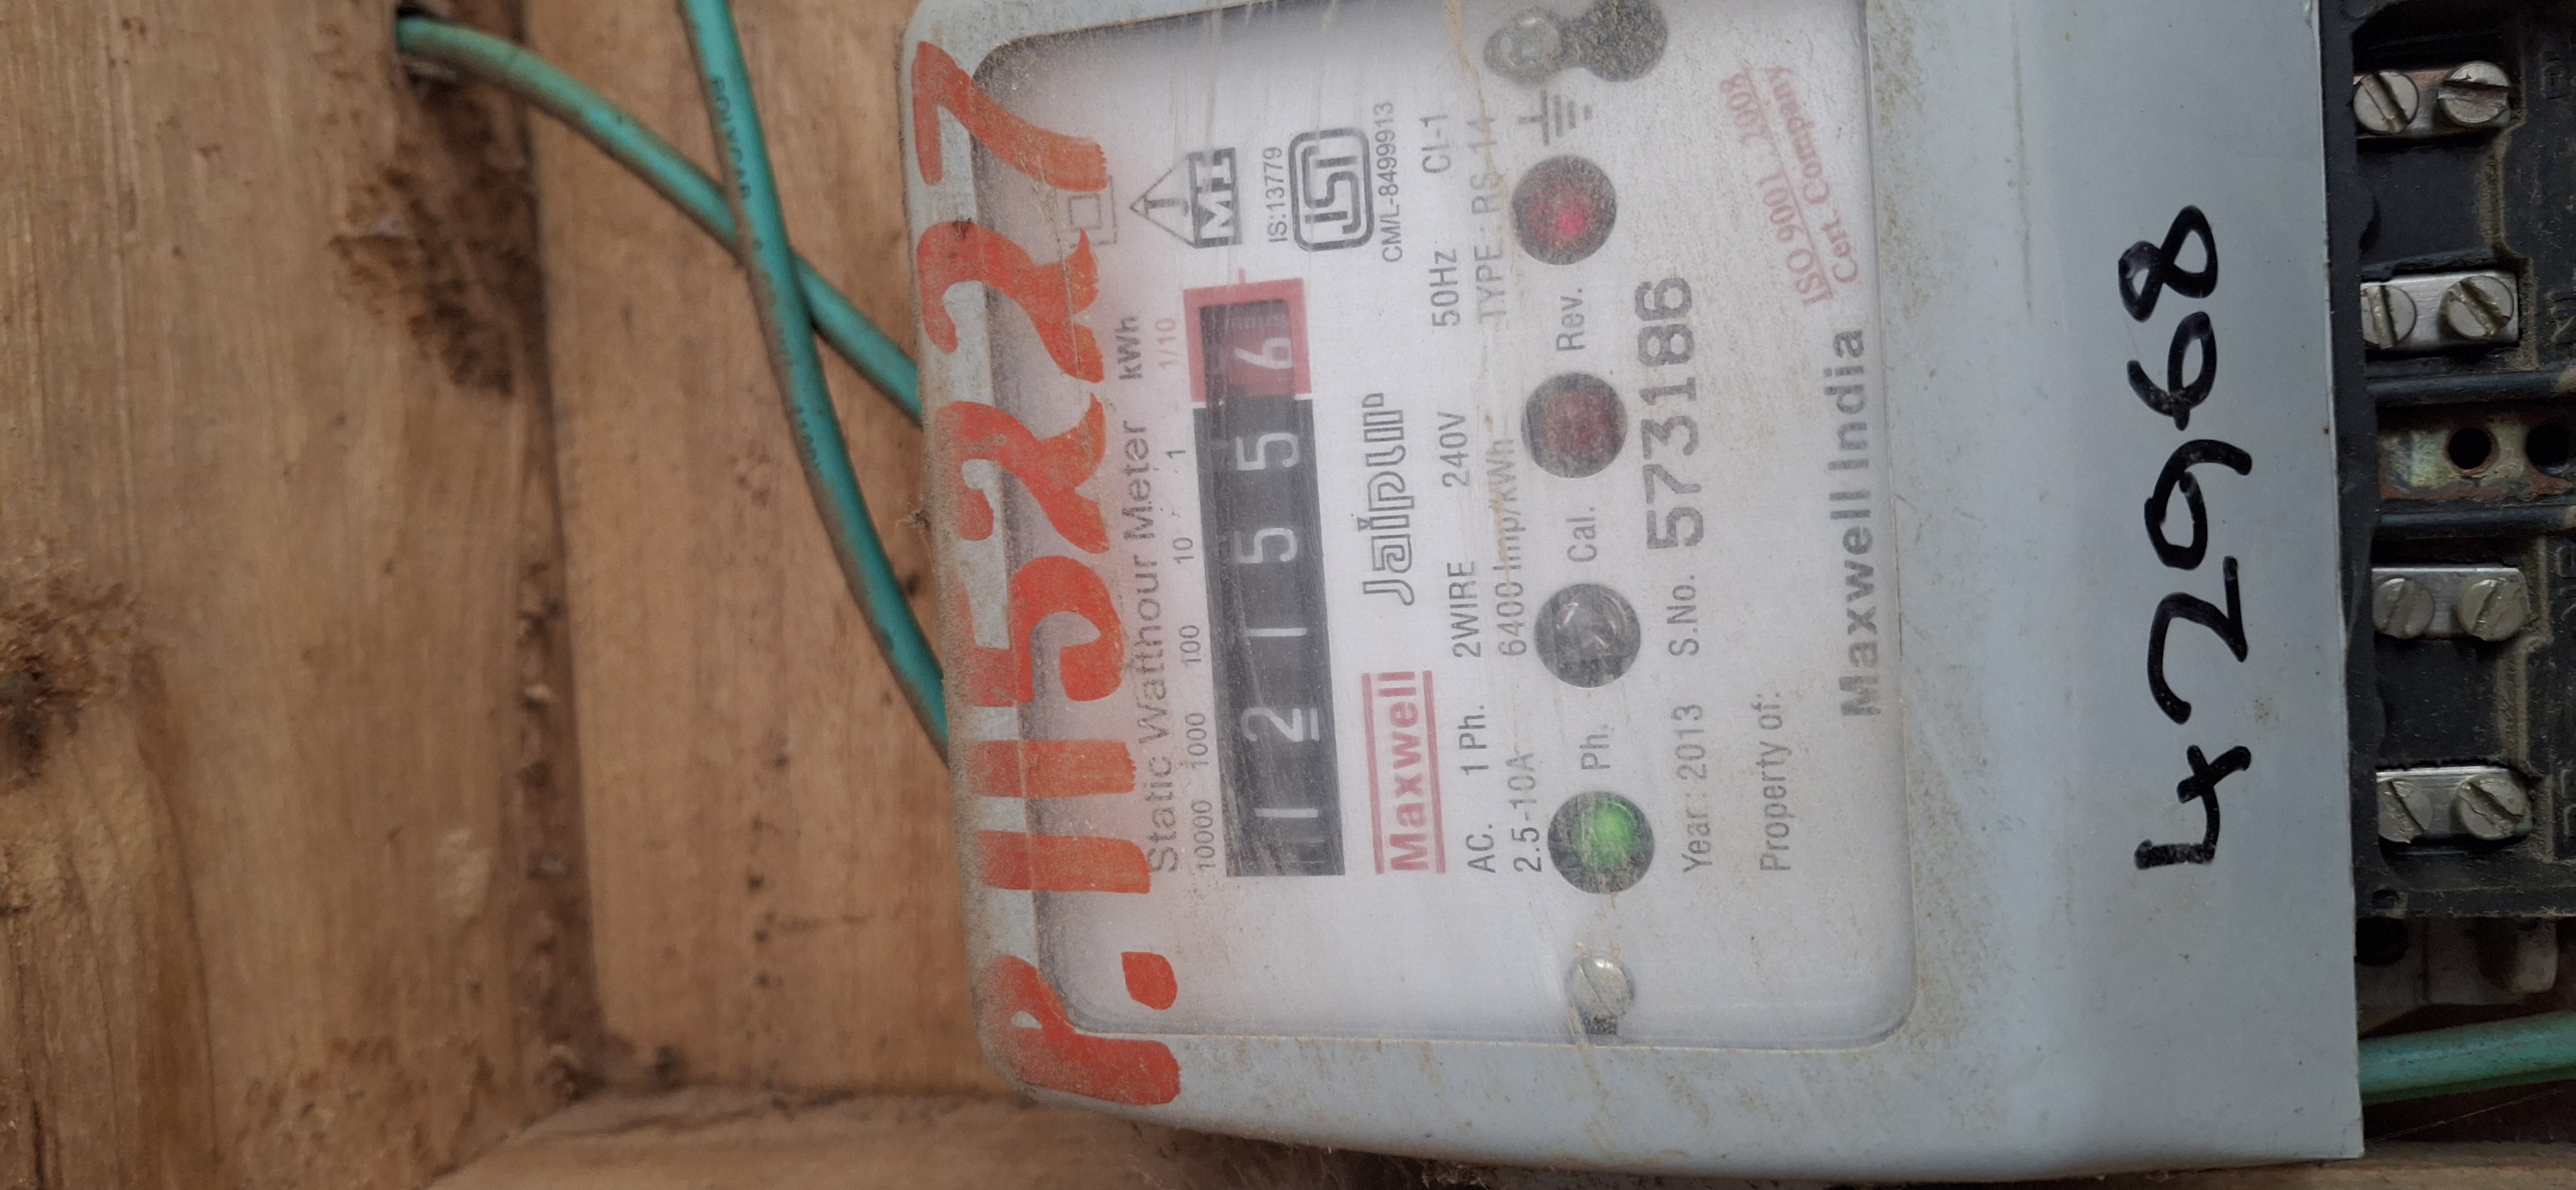 P.115227
Static Watthour Meter kWh
10000 1000 100 10 1 1/10
1 2 1 5 5 6
JMH
IS:13779
ISI
CM/L-8499913
Maxwell Jaipur
AC. 1 Ph. 2WIRE 240V 50Hz Cl-1
2.5-10A 6400 Imp/kWh TYPE : RS-14
Ph. Cal. Rev.
Year : 2013 S.No. 573186
Property of:
ISO 9001, 2008
Cert. Company
Maxwell India
42968